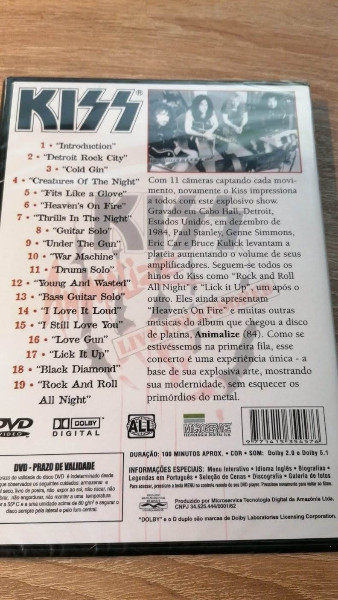 KISS®
1 • "Introduction"
2 • "Detroit Rock City"
3 • "Cold Gin"
4 • "Creatures Of The Night"
5 • "Fits Like a Glove"
6 • "Heaven's On Fire"
7 • "Thrills In The Night"
8 • "Guitar Solo"
9 • "Under The Gun"
10 • "War Machine"
11 • "Drums Solo"
12 • "Young And Wasted"
13 • "Bass Guitar Solo"
14 • "I Love It Loud"
15 • "I Still Love You"
16 • "Love Gun"
17 • "Lick It Up"
18 • "Black Diamond"
19 • "Rock And Roll
All Night"
Com 11 câmeras captando cada movi-
mento, novamente o Kiss impressiona
a todos com este explosivo show.
Gravado em Cabo Hall, Detroit,
Estados Unidos, em dezembro de
1984, Paul Stanley, Genne Simmons,
Eric Car e Bruce Kulick levantam a
platéia aumentando o volume de seus
amplificadores. Seguem-se todos os
hinos do Kiss como "Rock and Roll
All Night" e "Lick it Up", um após o
outro. Eles ainda apresentam
"Heaven's On Fire" e muitas outras
músicas do álbum que chegou a disco
de platina, Animalize (84). Como se
estivéssemos na primeira fila, esse
concerto é uma experiência única - a
base de sua explosiva arte, mostrando
sua modernidade, sem esquecer os
primórdios do metal.
DVD
VIDEO
DOLBY
DIGITAL
ALL
DURAÇÃO: 100 MINUTOS APROX. • COR • SOM: Dolby 2.0 e Dolby 5.1
DVD - PRAZO DE VALIDADE
INFORMAÇÕES ESPECIAIS: Menu Interativo • Idioma Inglês • Biografias •
Legendas em Português • Seleção de Cenas • Discografia • Galeria de fotos
Produzido por Microservice Tecnologia Digital da Amazônia Ltda.
CNPJ 34.525.444/0001/62
"DOLBY" e o D duplo são marcas de Dolby Laboratories Licensing Corporation.